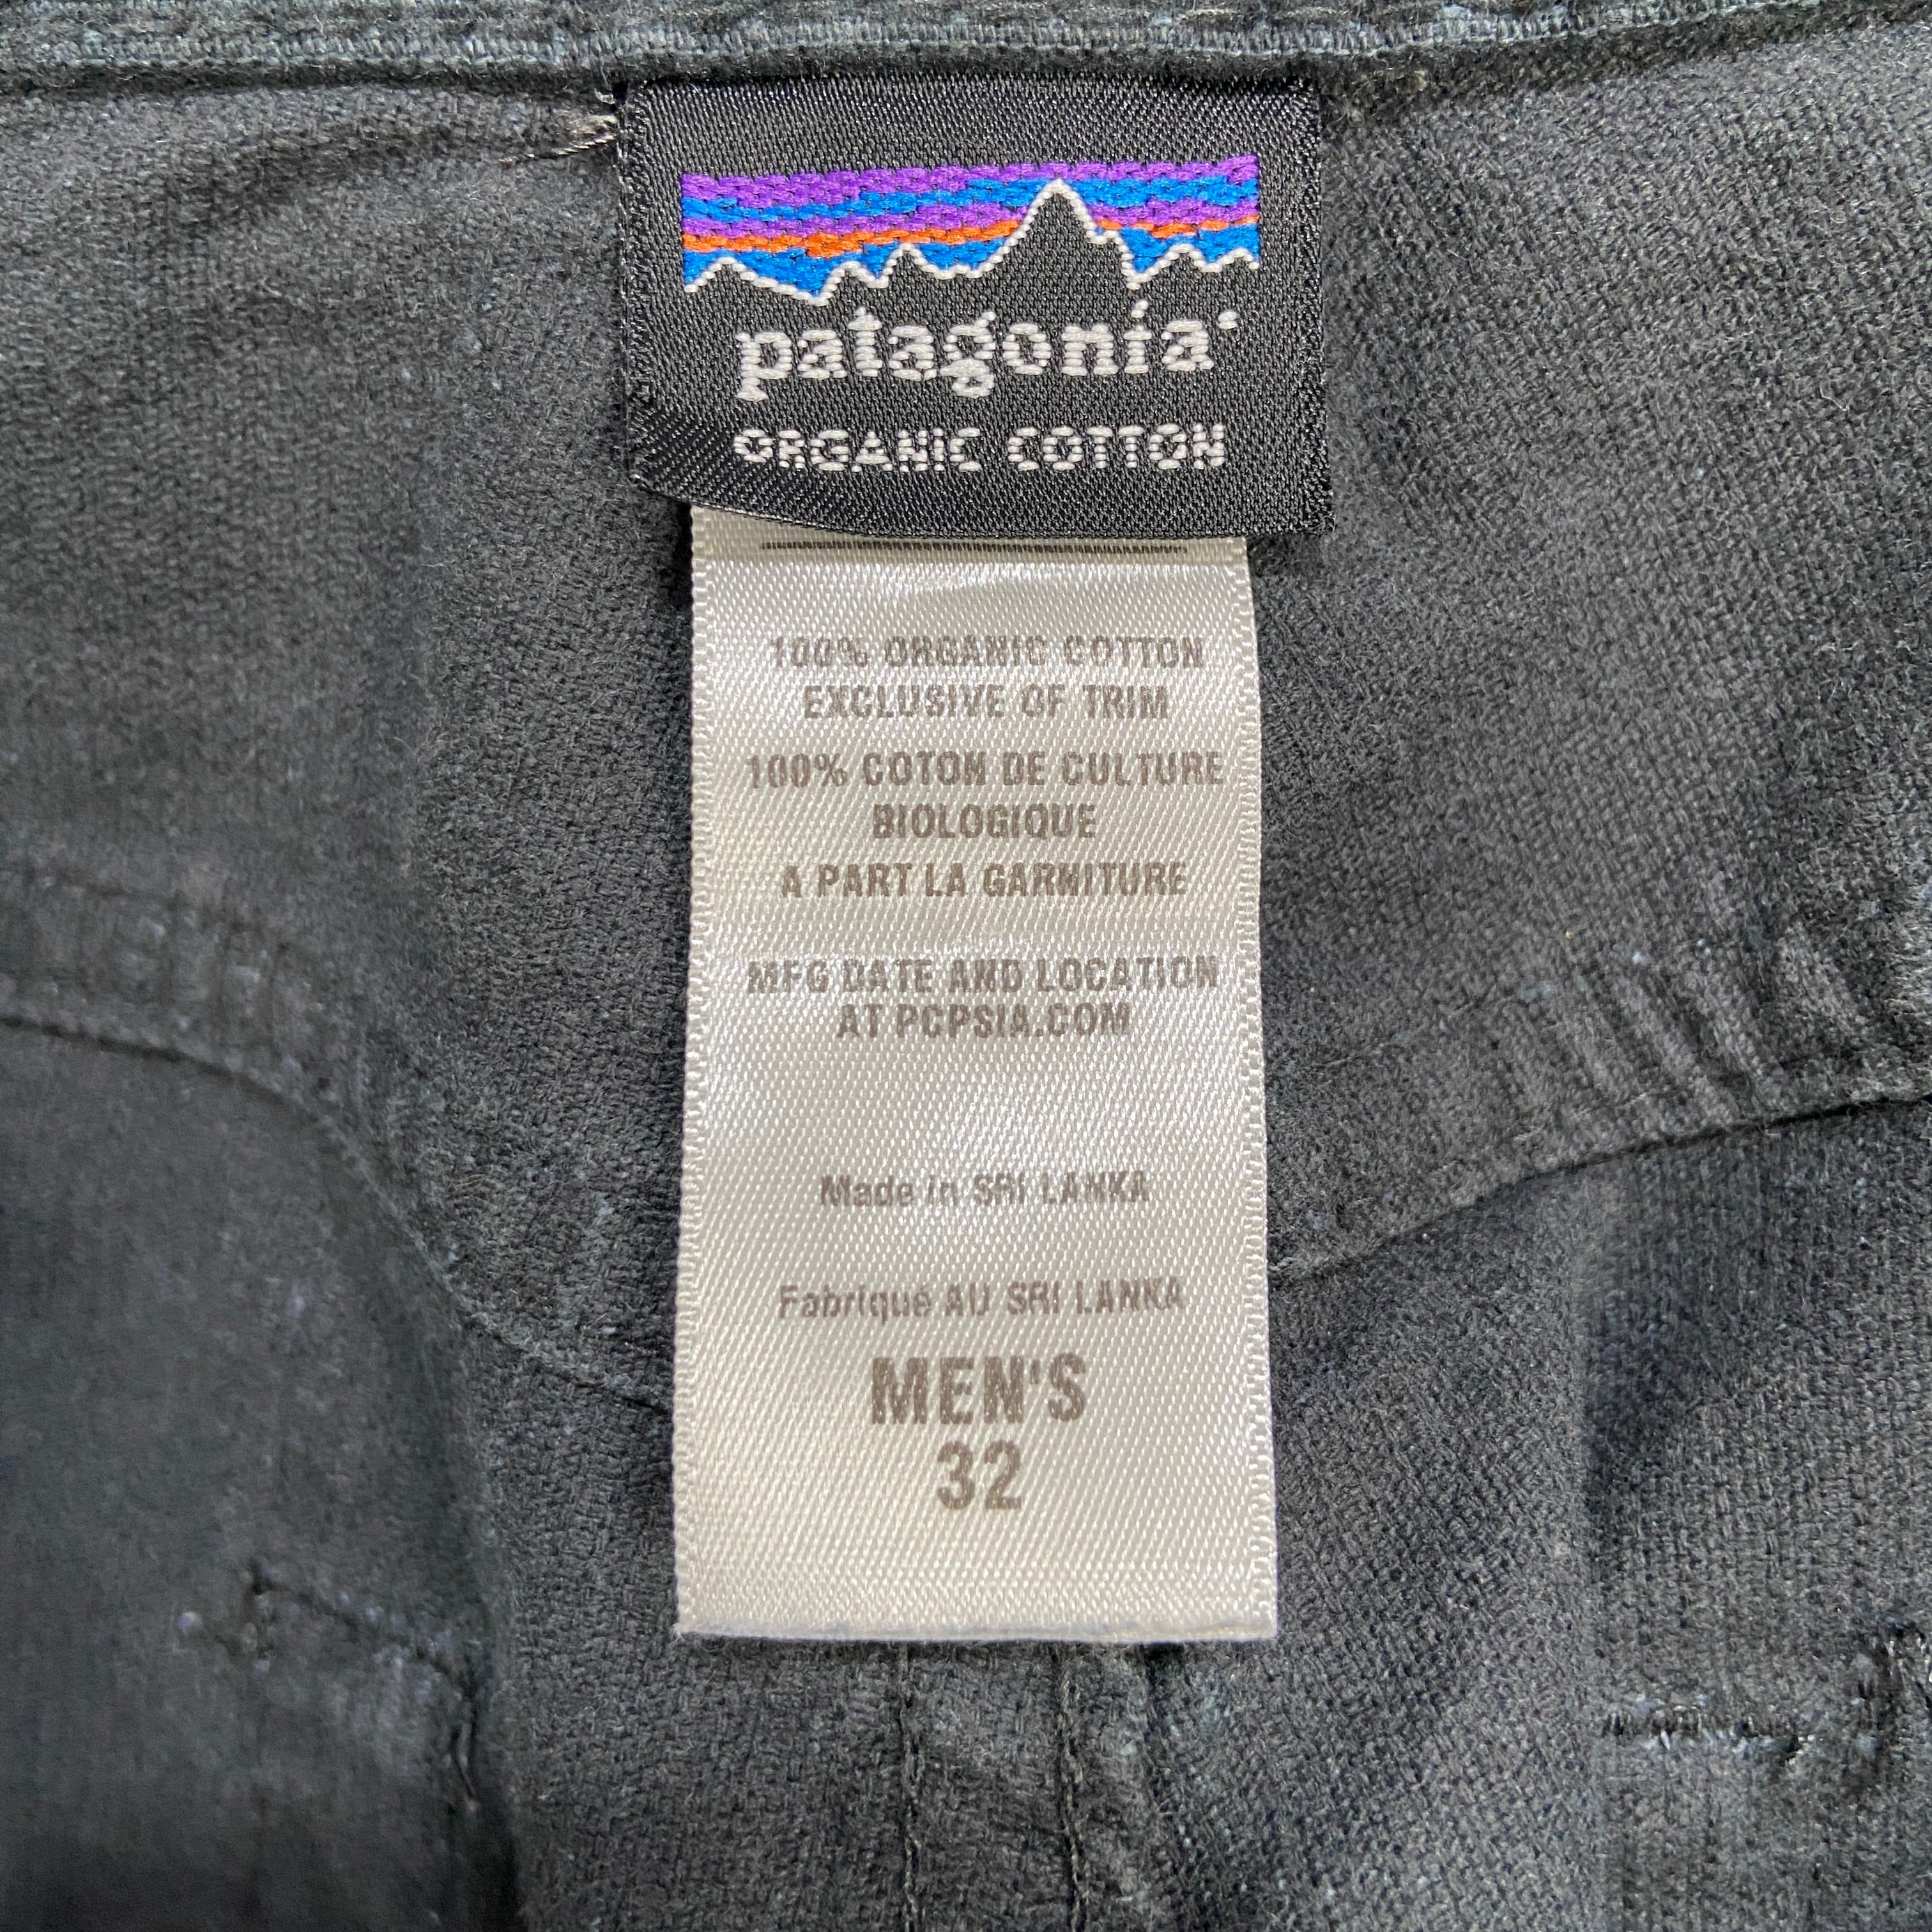 patagonia
ORGANIC COTTON
100% ORGANIC COTTON
EXCLUSIVE OF TRIM
100% COTON DE CULTURE
BIOLOGIQUE
A PART LA GARNITURE
MFG DATE AND LOCATION
AT PCPSIA.COM
Made in SRI LANKA
Fabriqué AU SRI LANKA
MEN'S
32